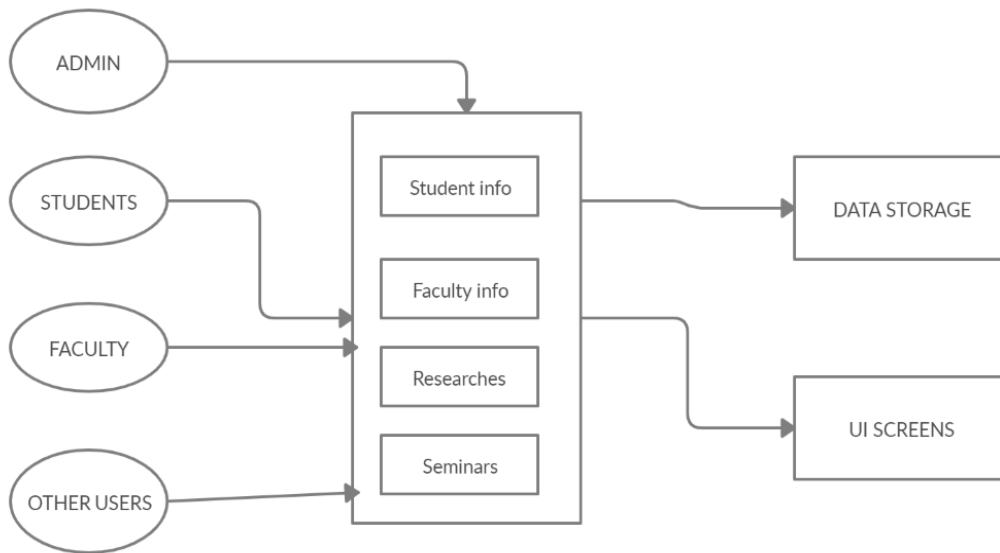 ADMIN
STUDENTS
FACULTY
OTHER USERS
Student info
Faculty info
Researches
Seminars
DATA STORAGE
UI SCREENS